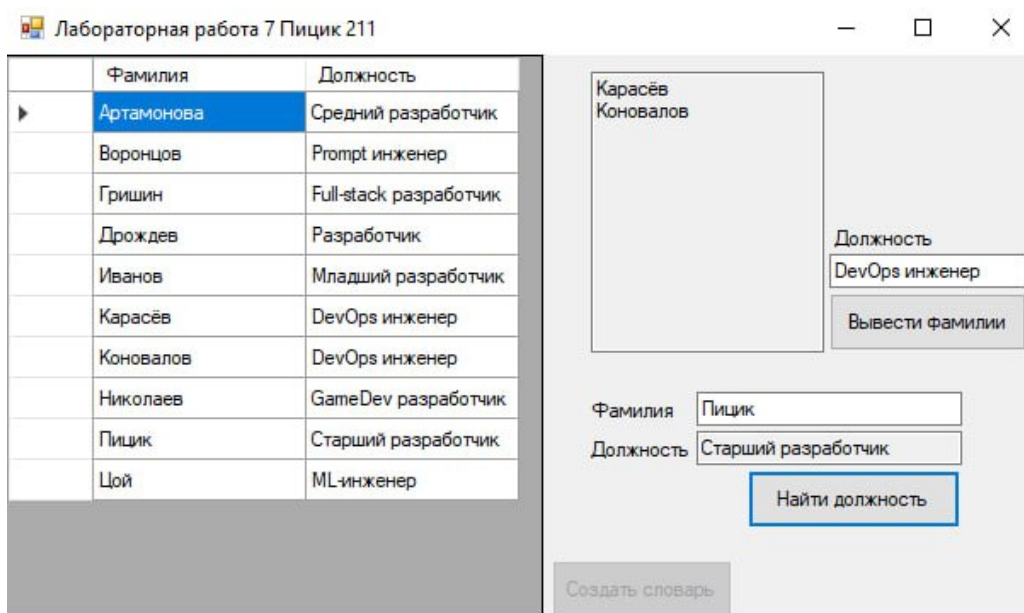 Лабораторная работа 7 Пицик 211
Фамилия Должность
Артамонова Средний разработчик
Воронцов Prompt инженер
Гришин Full-stack разработчик
Дрождев Разработчик
Иванов Младший разработчик
Карасёв DevOps инженер
Коновалов DevOps инженер
Николаев GameDev разработчик
Пицик Старший разработчик
Цой ML-инженер
Карасёв
Коновалов
Должность
DevOps инженер
Вывести фамилии
Фамилия Пицик
Должность Старший разработчик
Найти должность
Создать словарь